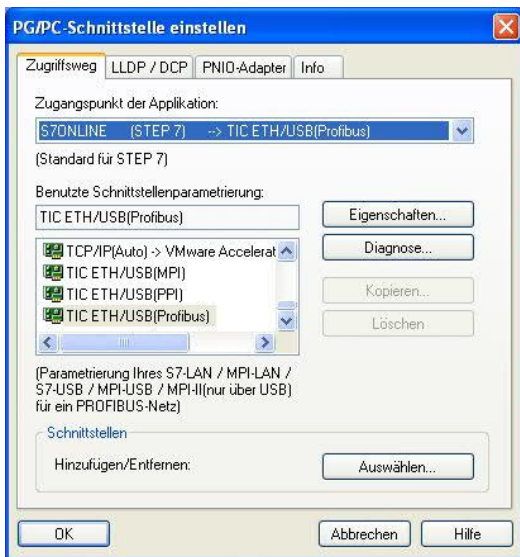 PG/PC-Schnittstelle einstellen
Zugriffsweg LLDP / DCP PNIO-Adapter Info
Zugangspunkt der Applikation:
S7ONLINE (STEP 7) --> TIC ETH/USB(Profibus)
(Standard für STEP 7)
Benutzte Schnittstellenparametrierung:
TIC ETH/USB(Profibus)
Eigenschaften...
TCP/IP(Auto) -> VMware Accelerat
Diagnose...
TIC ETH/USB(MPI)
TIC ETH/USB(PPI)
Kopieren...
TIC ETH/USB(Profibus)
Löschen
(Parametrierung Ihres S7-LAN / MPI-LAN /
S7-USB / MPI-USB / MPI-II(nur über USB)
für ein PROFIBUS-Netz)
Schnittstellen
Hinzufügen/Entfernen:
Auswählen...
OK Abbrechen Hilfe